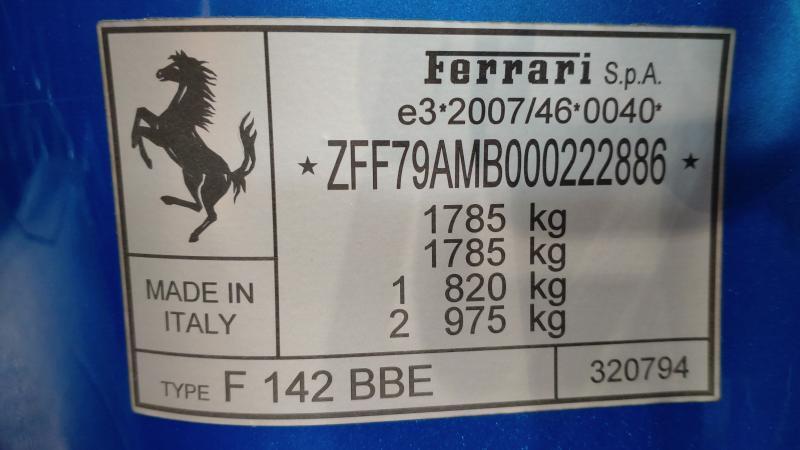 Ferrari S.p.A.
e3*2007/46*0040*
★ ZFF79AMB000222886 ★
1785 kg
1785 kg
1 820 kg
2 975 kg
MADE IN
ITALY
TYPE F 142 BBE
320794